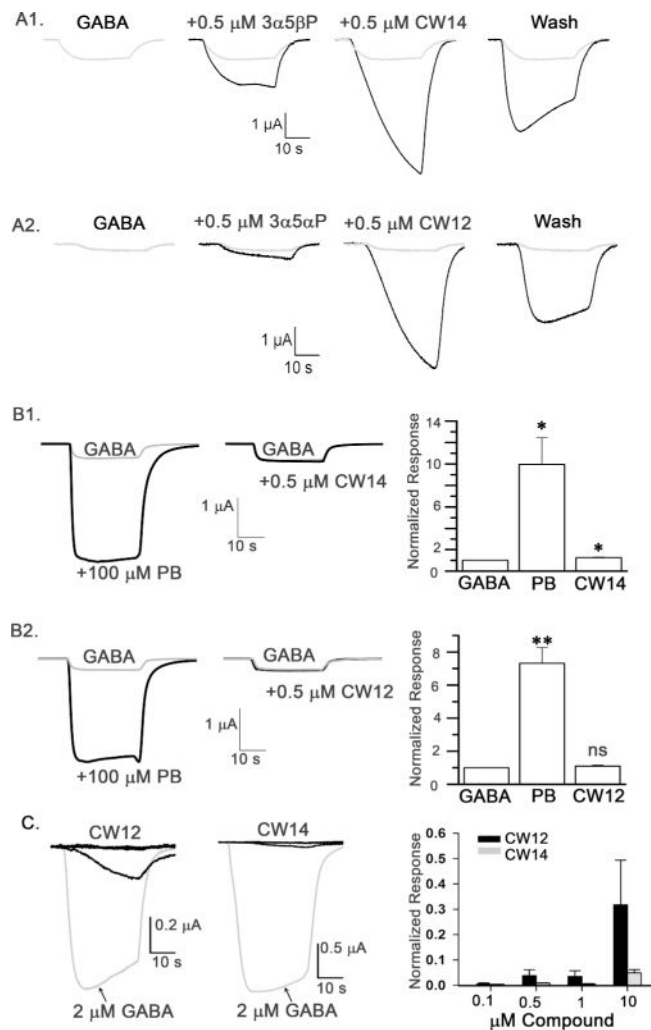 A1.
GABA
+0.5 µM 3α5βP
+0.5 µM CW14
Wash
1 µA
10 s
A2.
GABA
+0.5 µM 3α5αP
+0.5 µM CW12
Wash
1 µA
10 s
B1.
GABA
+100 µM PB
GABA
+0.5 µM CW14
1 µA
10 s
Normalized Response
14
12
10
8
6
4
2
0
*
*
GABA PB CW14
B2.
GABA
+100 µM PB
GABA
+0.5 µM CW12
1 µA
10 s
Normalized Response
8
6
4
2
0
**
ns
GABA PB CW12
C.
CW12
0.2 µA
10 s
2 µM GABA
CW14
0.5 µA
10 s
2 µM GABA
Normalized Response
0.6
0.5
0.4
0.3
0.2
0.1
0.0
CW12
CW14
0.1 0.5 1 10
µM Compound